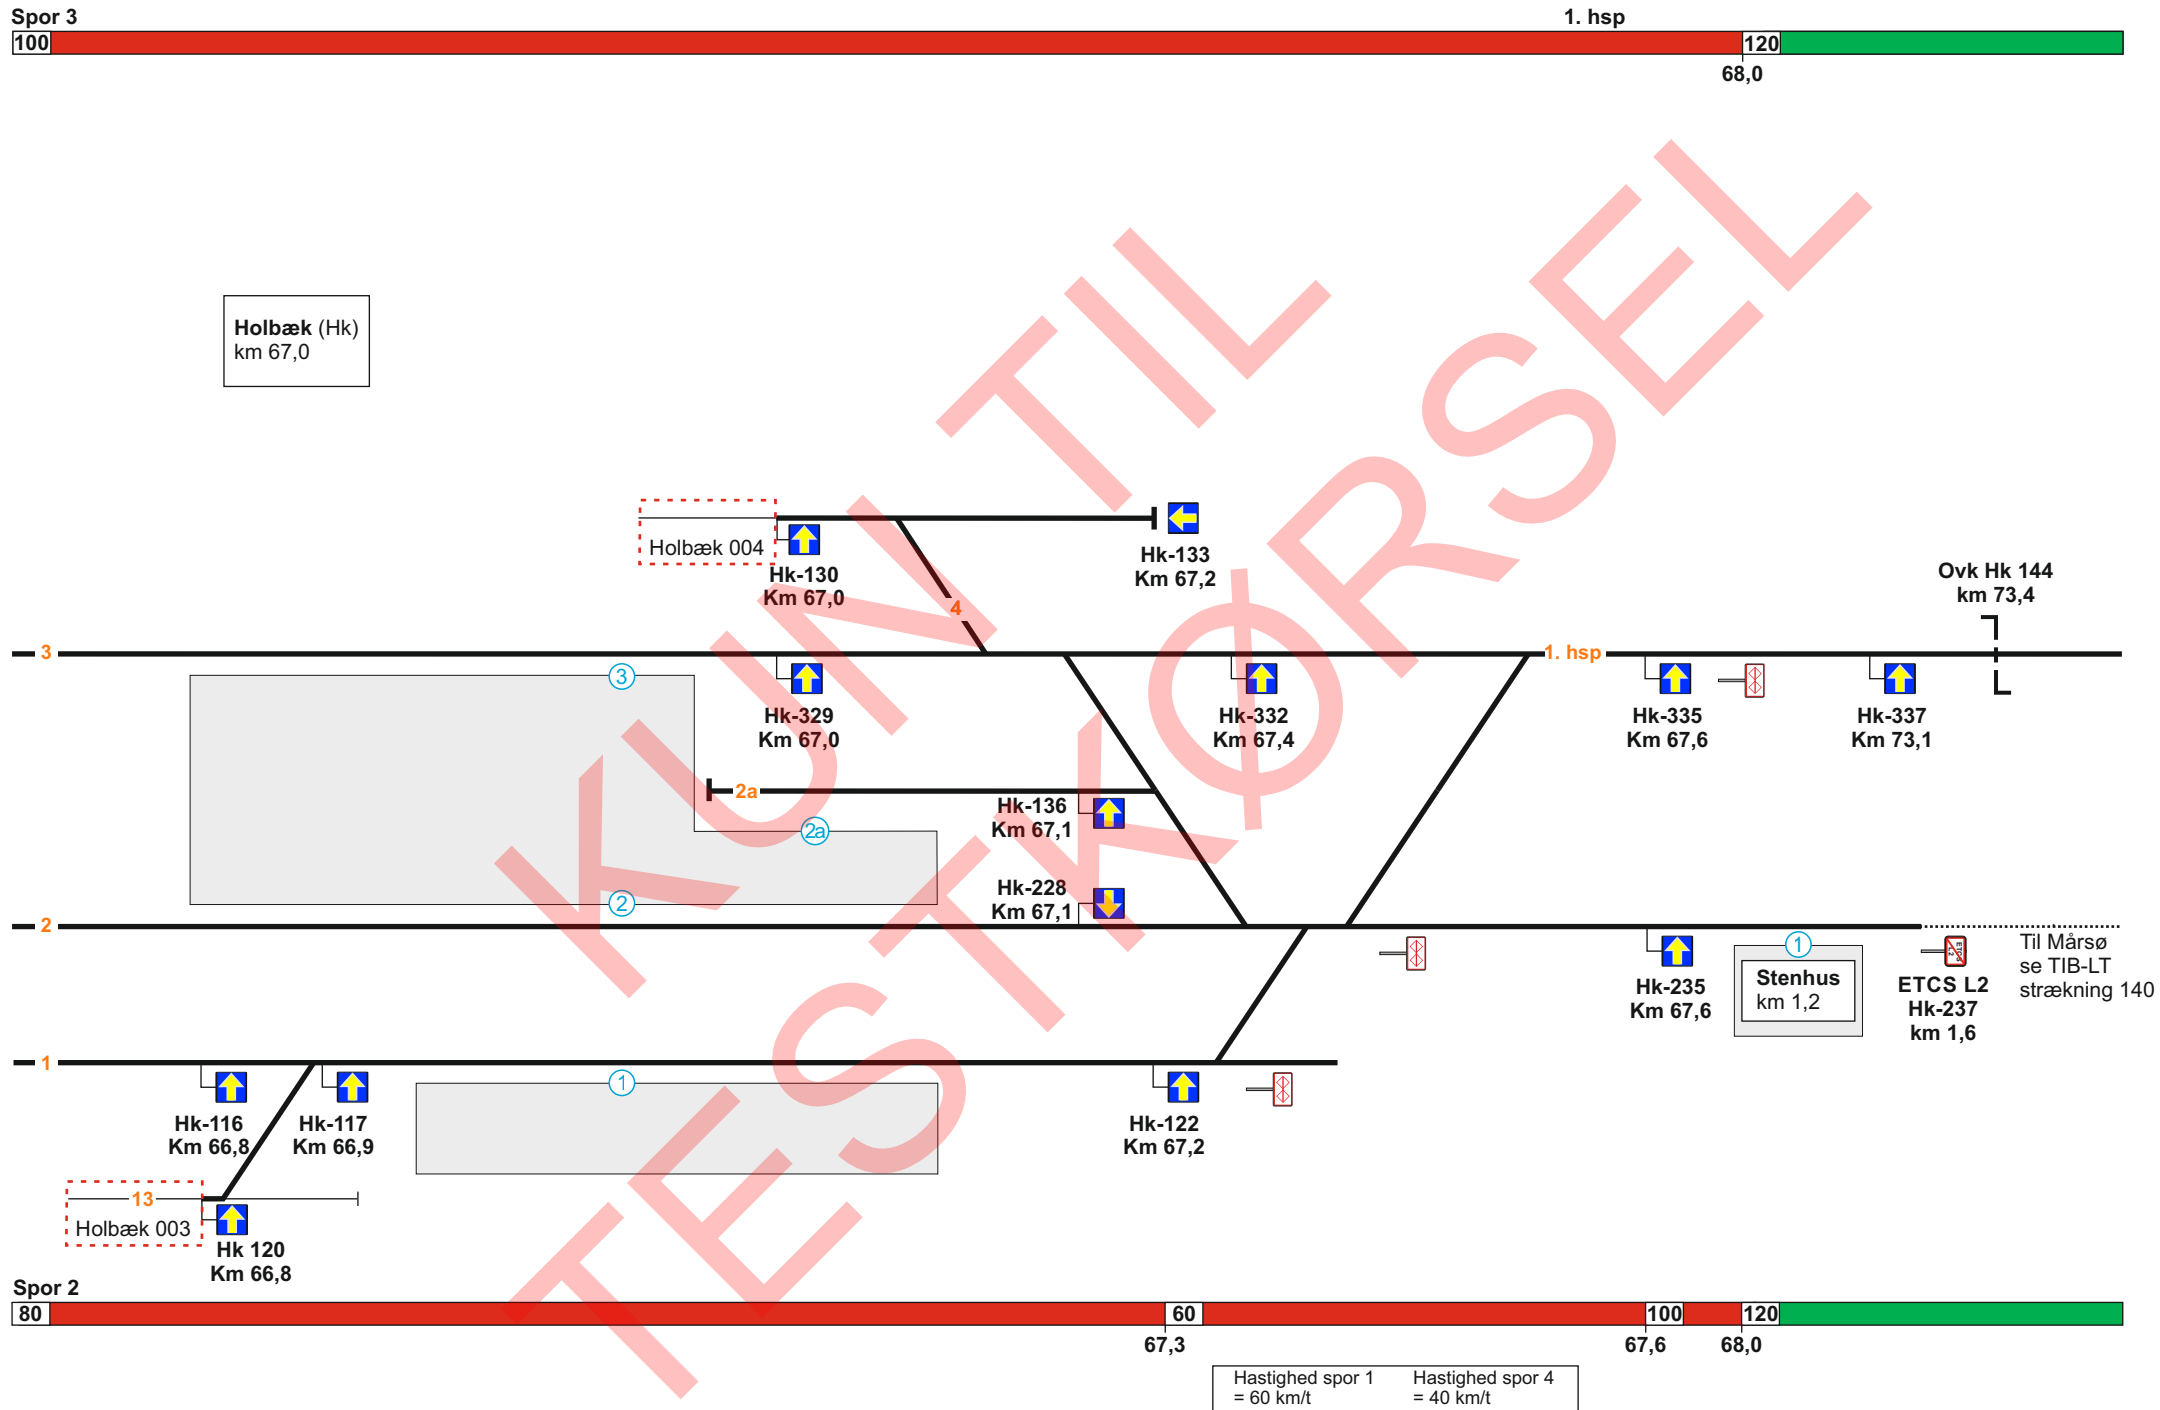 Spor 3
1. hsp
100
120
68,0
Holbæk (Hk)
km 67,0
Holbæk 004
Hk-130
Km 67,0
Hk-133
Km 67,2
4
Ovk Hk 144
km 73,4
3
1. hsp
3
Hk-329
Km 67,0
Hk-332
Km 67,4
Hk-335
Km 67,6
Hk-337
Km 73,1
2a
2a
Hk-136
Km 67,1
Hk-228
Km 67,1
2
2
1
Stenhus
km 1,2
Hk-235
Km 67,6
ETCS L2
ETCS L2
Hk-237
km 1,6
Til Mårsø
se TIB-LT
strækning 140
1
1
Hk-116
Km 66,8
Hk-117
Km 66,9
Hk-122
Km 67,2
13
Holbæk 003
Hk 120
Km 66,8
Spor 2
80
60
100
120
67,3
67,6
68,0
Hastighed spor 1
= 60 km/t
Hastighed spor 4
= 40 km/t
KUN TIL
TESTKØRSEL